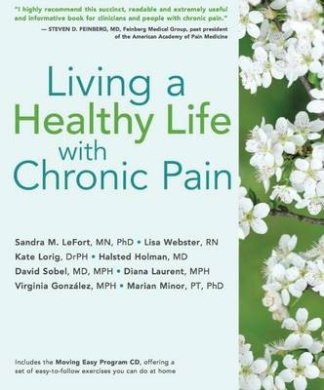 "I highly recommend this succinct, readable and extremely useful
and informative book for clinicians and people with chronic pain."
— STEVEN D. FEINBERG, MD, Feinberg Medical Group, past president
of the American Academy of Pain Medicine
Living a
Healthy Life
with
Chronic Pain
Sandra M. LeFort, MN, PhD • Lisa Webster, RN
Kate Lorig, DrPH • Halsted Holman, MD
David Sobel, MD, MPH • Diana Laurent, MPH
Virginia González, MPH • Marian Minor, PT, PhD
Includes the Moving Easy Program CD, offering a
set of easy-to-follow exercises you can do at home